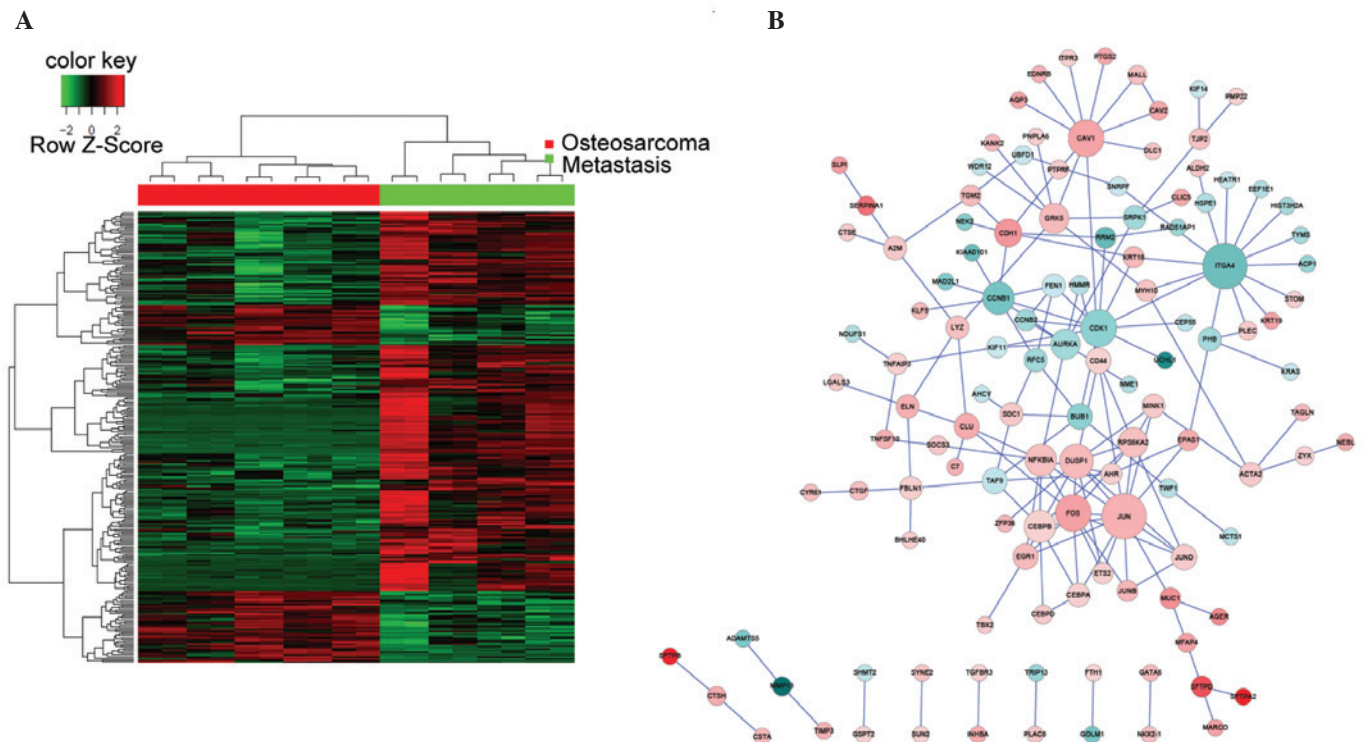 A
B
color key
−2 0 2
Row Z-Score
Osteosarcoma
Metastasis
ITPR3
PTGS2
EDNRB
MALL
AQP3
CAV2
KIF14
PMP22
CAV1
TJP2
PNPLA6
KANK2
UBFD1
DLC1
WDR12
PTPRF
ALDH2
HEATR1
SLPI
SNRPF
EEF1E1
TGM2
CLIC5
HSPE1
HIST3H2A
SERPINA1
NEK2
GRK5
SRPK1
RAD51AP1
CTSE
A2M
CDH1
RRM2
TYMS
KIAA0101
KRT18
ITGA4
ACP1
MAD2L1
FEN1
HMMR
MYH10
STOM
CCNB1
KLF5
LYZ
CCNB2
CDK1
CEP55
KRT19
NDUFS1
KIF11
AURKA
PHB
PLEC
TNFAIP3
RFC5
CD44
UCHL1
KRAS
LGALS3
AHCY
NME1
ELN
SDC1
BUB1
MINK1
TAGLN
CLU
TNFSF10
SOCS3
RPS6KA2
EPAS1
NEBL
C7
NFKBIA
DUSP1
ZYX
AHR
ACTA2
CYR61
CTGF
FBLN1
TAF9
TWF1
ZFP36
FOS
JUN
BHLHE40
CEBPB
MCTS1
EGR1
JUND
ETS2
CEBPA
JUNB
MUC1
TBX2
CEBPD
AGER
MFAP4
ADAMTS5
SFTPB
SHMT2
SYNE2
TGFBR3
TRIP13
FTH1
GATA6
CTSH
SFTPD
SFTPA2
CSTA
TIMP3
GSPT2
SUN2
INHBA
PLAC8
GOLM1
NKX2-1
MARCO